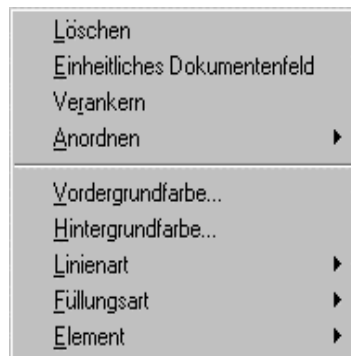 Löschen
Einheitliches Dokumentenfeld
Verankern
Anordnen
Vordergrundfarbe...
Hintergrundfarbe...
Linienart
Füllungsart
Element